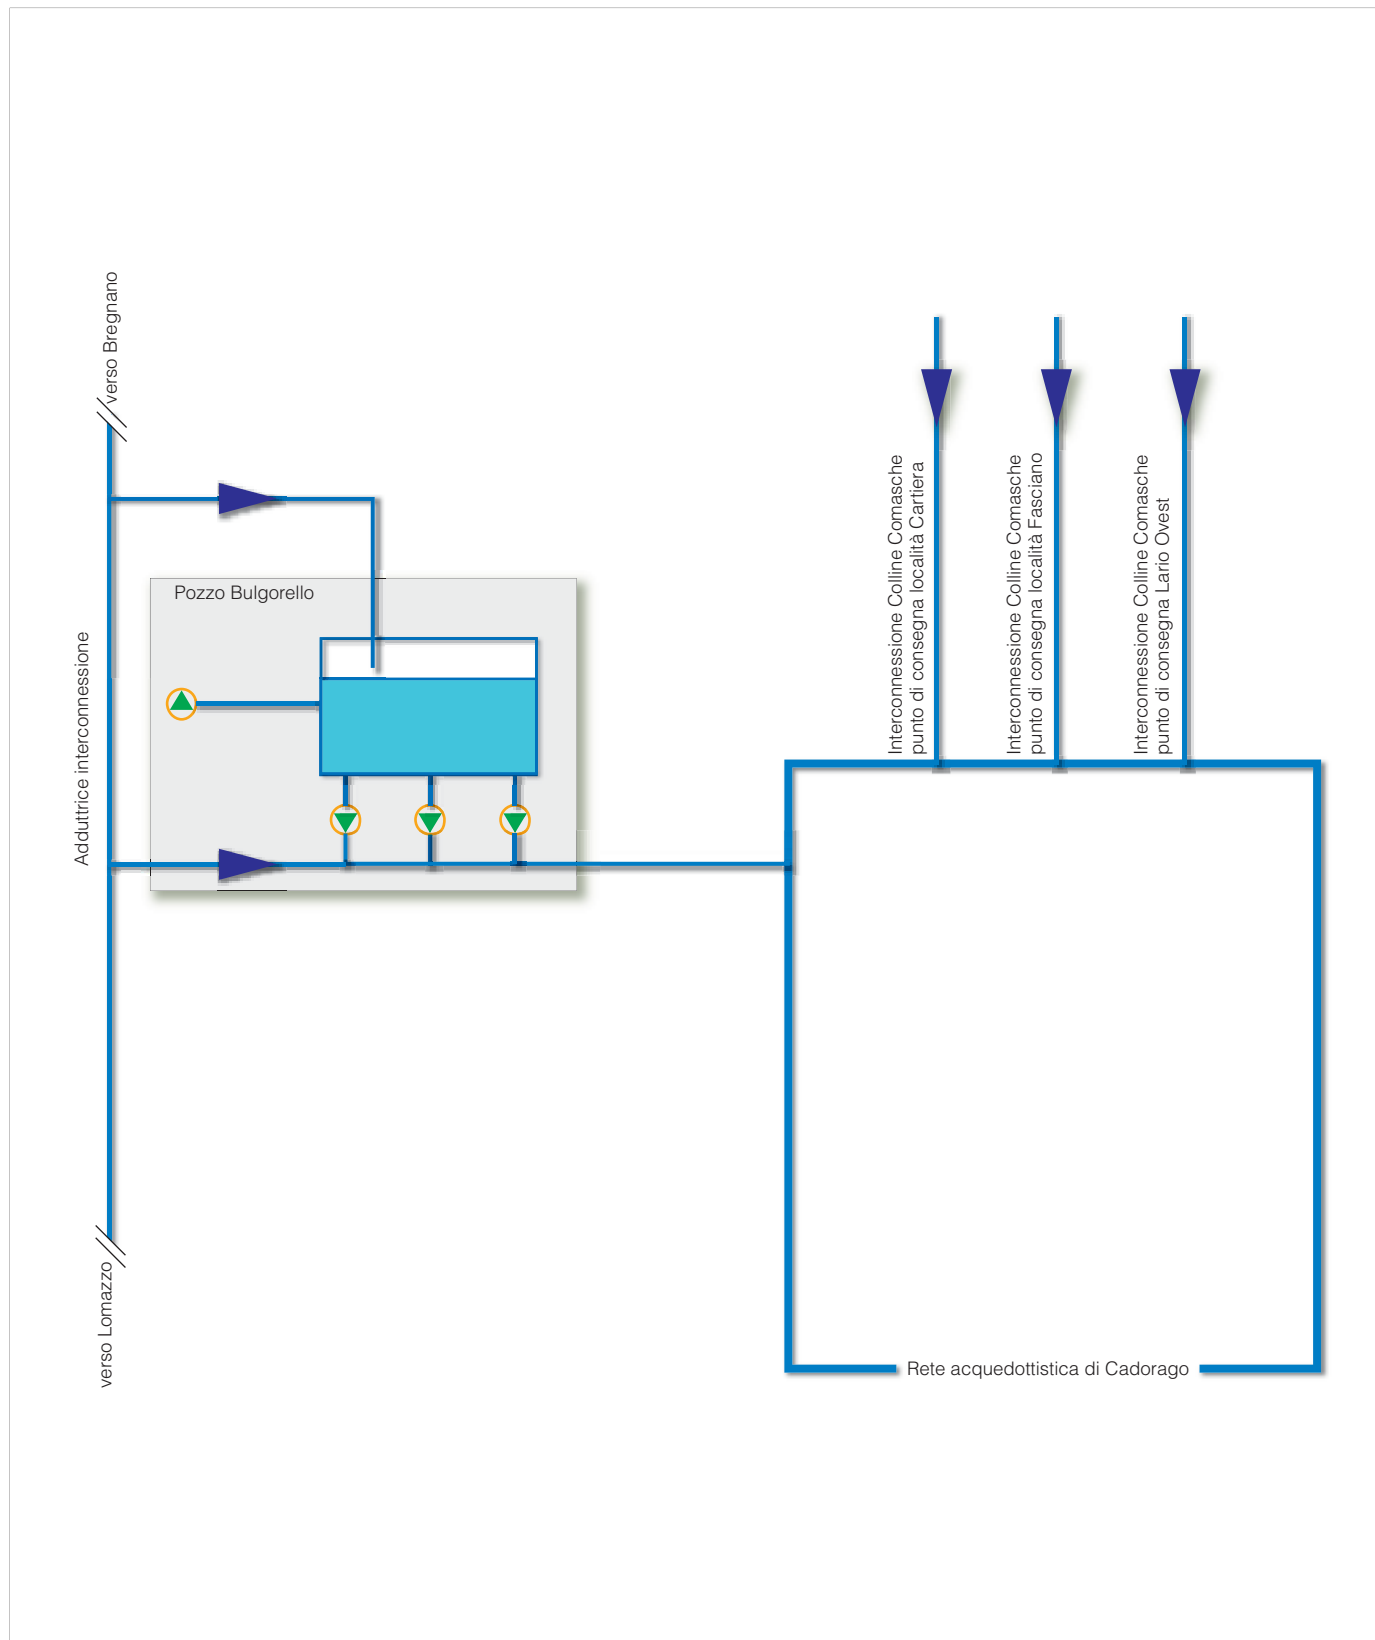 verso Bregnano
Adduttrice interconnessione
verso Lomazzo
Pozzo Bulgorello
Interconnessione Colline Comasche
punto di consegna località Cartiera
Interconnessione Colline Comasche
punto di consegna località Fasciano
Interconnessione Colline Comasche
punto di consegna Lario Ovest
Rete acquedottistica di Cadorago